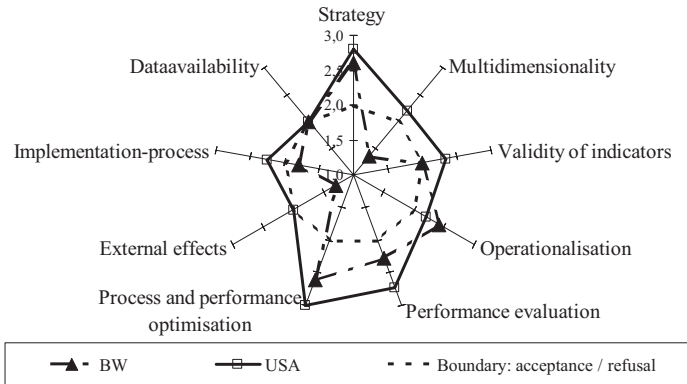 Strategy
3,0
2,5
Dataavailability
Multidimensionality
2,0
1,5
Implementation-process
Validity of indicators
1,0
External effects
Operationalisation
Process and performance
optimisation
Performance evaluation
BW
USA
Boundary: acceptance / refusal